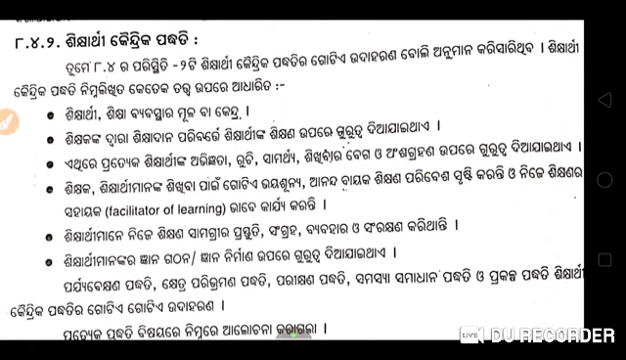 ୮.୪.୨. ଶିକ୍ଷାର୍ଥୀ କୈନ୍ଦ୍ରିକ ପଦ୍ଧତି :
ତୁମେ ୮.୪ ର ପରିସ୍ଥିତି -୨ଟି ଶିକ୍ଷାର୍ଥୀ କୈନ୍ଦ୍ରିକ ପଦ୍ଧତିର ଗୋଟିଏ ଉଦାହରଣ ବୋଲି ଅନୁମାନ କରିସାରିଥିବ । ଶିକ୍ଷାର୍ଥୀ
କୈନ୍ଦ୍ରିକ ପଦ୍ଧତି ନିମ୍ନଲିଖିତ କେତେକ ତତ୍ତ୍ୱ ଉପରେ ଆଧାରିତ :-
• ଶିକ୍ଷାର୍ଥୀ, ଶିକ୍ଷା ବ୍ୟବସ୍ଥାର ମୂଳ ବା କେନ୍ଦ୍ର ।
• ଶିକ୍ଷକଙ୍କ ଦ୍ୱାରା ଶିକ୍ଷାଦାନ ପରିବର୍ତ୍ତେ ଶିକ୍ଷାର୍ଥୀଙ୍କ ଶିକ୍ଷଣ ଉପରେ ଗୁରୁତ୍ୱ ଦିଆଯାଇଥାଏ ।
• ଏଥିରେ ପ୍ରତ୍ୟେକ ଶିକ୍ଷାର୍ଥୀଙ୍କ ଅଭିଜ୍ଞତା, ରୁଚି, ସାମର୍ଥ୍ୟ, ଶିଖିବାର ବେଗ ଓ ଅଂଶଗ୍ରହଣ ଉପରେ ଗୁରୁତ୍ୱ ଦିଆଯାଇଥାଏ ।
• ଶିକ୍ଷକ, ଶିକ୍ଷାର୍ଥୀମାନଙ୍କ ଶିଖିବା ପାଇଁ ଗୋଟିଏ ଭୟଶୂନ୍ୟ, ଆନନ୍ଦ ଦାୟକ ଶିକ୍ଷଣ ପରିବେଶ ସୃଷ୍ଟି କରନ୍ତି ଓ ନିଜେ ଶିକ୍ଷଣର
ସହାୟକ (facilitator of learning) ଭାବେ କାର୍ଯ୍ୟ କରନ୍ତି ।
• ଶିକ୍ଷାର୍ଥୀମାନେ ନିଜେ ଶିକ୍ଷଣ ସାମଗ୍ରୀର ପ୍ରସ୍ତୁତି, ସଂଗ୍ରହ, ବ୍ୟବହାର ଓ ସଂରକ୍ଷଣ କରିଥାନ୍ତି ।
• ଶିକ୍ଷାର୍ଥୀମାନଙ୍କର ଜ୍ଞାନ ଗଠନ/ ଜ୍ଞାନ ନିର୍ମାଣ ଉପରେ ଗୁରୁତ୍ୱ ଦିଆଯାଇଥାଏ ।
ପର୍ଯ୍ୟବେକ୍ଷଣ ପଦ୍ଧତି, କ୍ଷେତ୍ର ପରିଭ୍ରମଣ ପଦ୍ଧତି, ପରୀକ୍ଷଣ ପଦ୍ଧତି, ସମସ୍ୟା ସମାଧାନ ପଦ୍ଧତି ଓ ପ୍ରକଳ୍ପ ପଦ୍ଧତି ଶିକ୍ଷାର୍ଥୀ
କୈନ୍ଦ୍ରିକ ପଦ୍ଧତିର ଗୋଟିଏ ଗୋଟିଏ ଉଦାହରଣ ।
ପ୍ରତ୍ୟେକ ପଦ୍ଧତି ବିଷୟରେ ନିମ୍ନରେ ଆଲୋଚନା କରାଗଲା ।
LIVE DU RECORDER